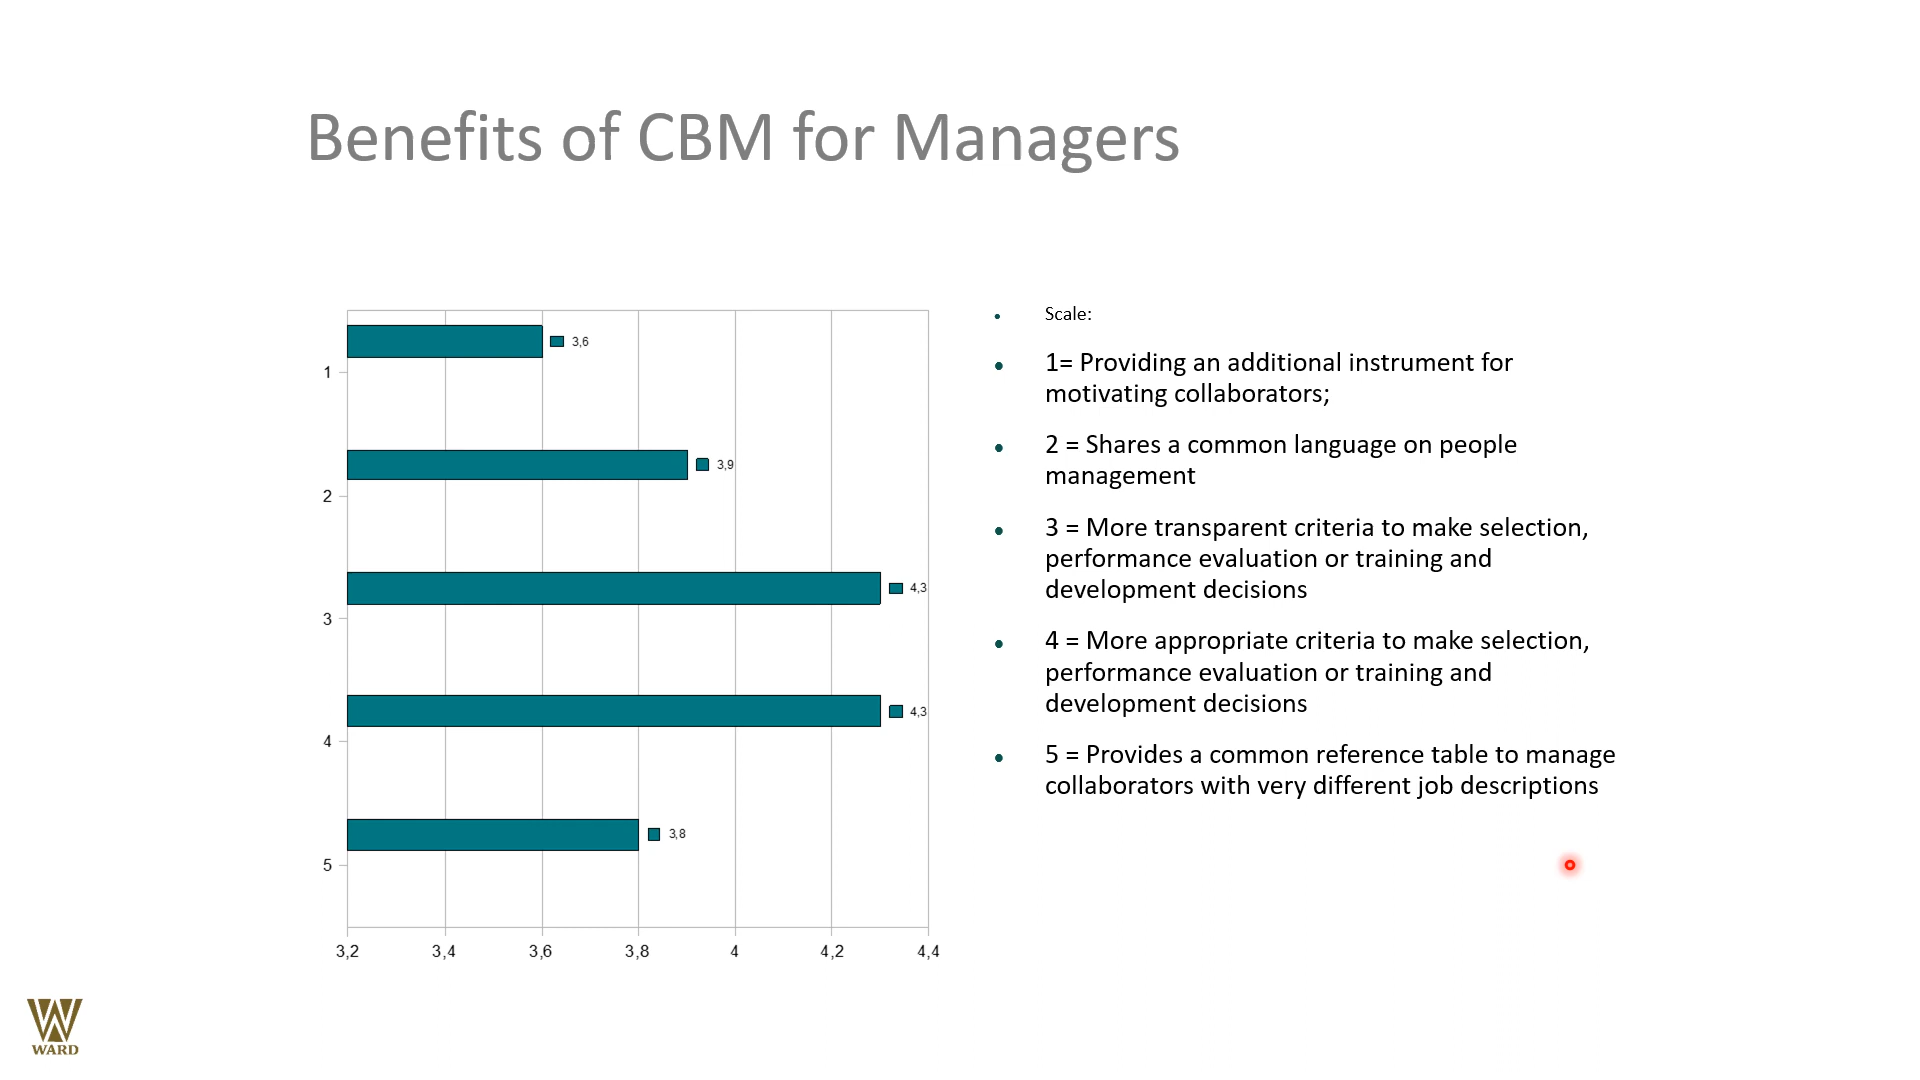 Benefits of CBM for Managers
3,6
1
3,9
2
4,3
3
4,3
4
3,8
5
3,2 3,4 3,6 3,8 4 4,2 4,4
• Scale:
• 1= Providing an additional instrument for
motivating collaborators;
• 2 = Shares a common language on people
management
• 3 = More transparent criteria to make selection,
performance evaluation or training and
development decisions
• 4 = More appropriate criteria to make selection,
performance evaluation or training and
development decisions
• 5 = Provides a common reference table to manage
collaborators with very different job descriptions
W
WARD